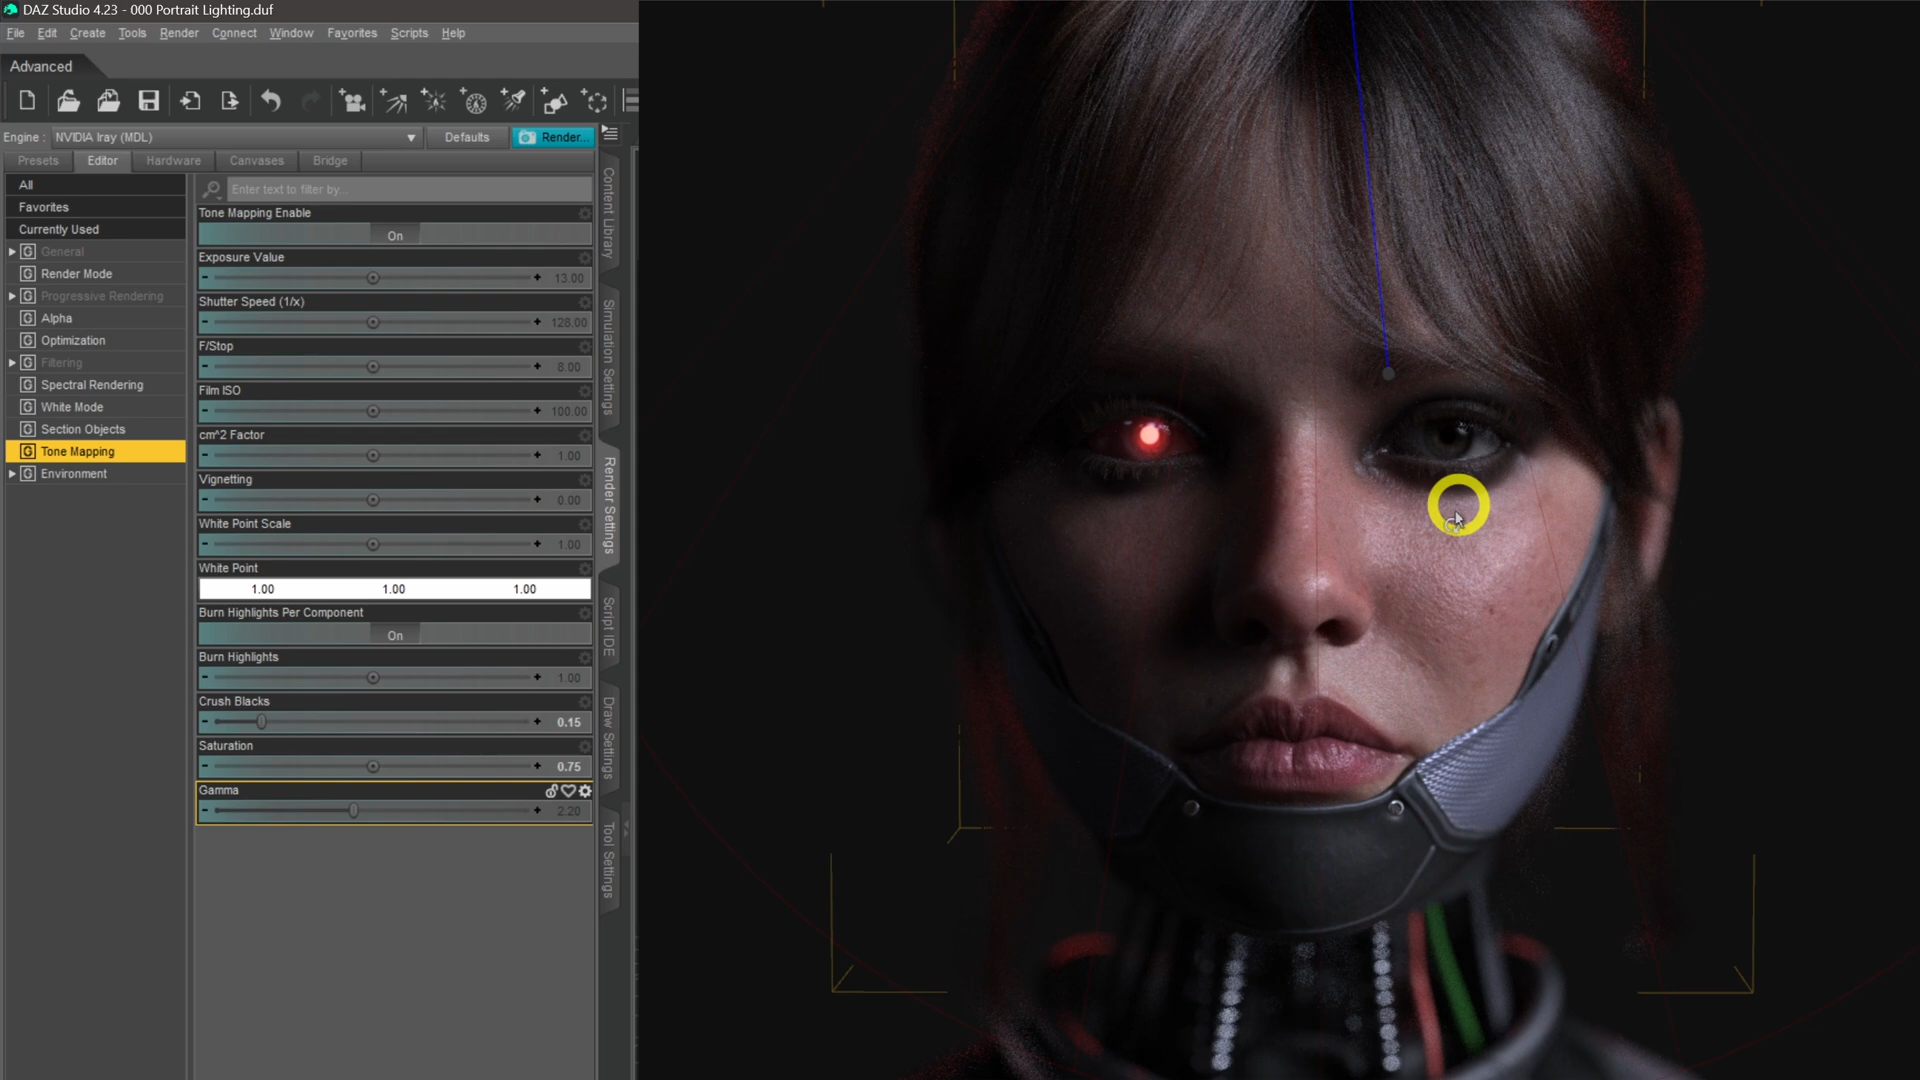 DAZ Studio 4.23 - 000 Portrait Lighting.duf
File Edit Create Tools Render Connect Window Favorites Scripts Help
Advanced
Engine : NVIDIA Iray (MDL) Defaults Render...
Presets Editor Hardware Canvases Bridge
All
Favorites
Currently Used
General
Render Mode
Progressive Rendering
Alpha
Optimization
Filtering
Spectral Rendering
White Mode
Section Objects
Tone Mapping
Environment
Enter text to filter by...
Tone Mapping Enable
On
Exposure Value
13.00
Shutter Speed (1/x)
128.00
F/Stop
8.00
Film ISO
100.00
cm^2 Factor
1.00
Vignetting
0.00
White Point Scale
1.00
White Point
1.00 1.00 1.00
Burn Highlights Per Component
On
Burn Highlights
1.00
Crush Blacks
0.15
Saturation
0.75
Gamma
2.20
Content Library
Simulation Settings
Render Settings
Script IDE
Draw Settings
Tool Settings